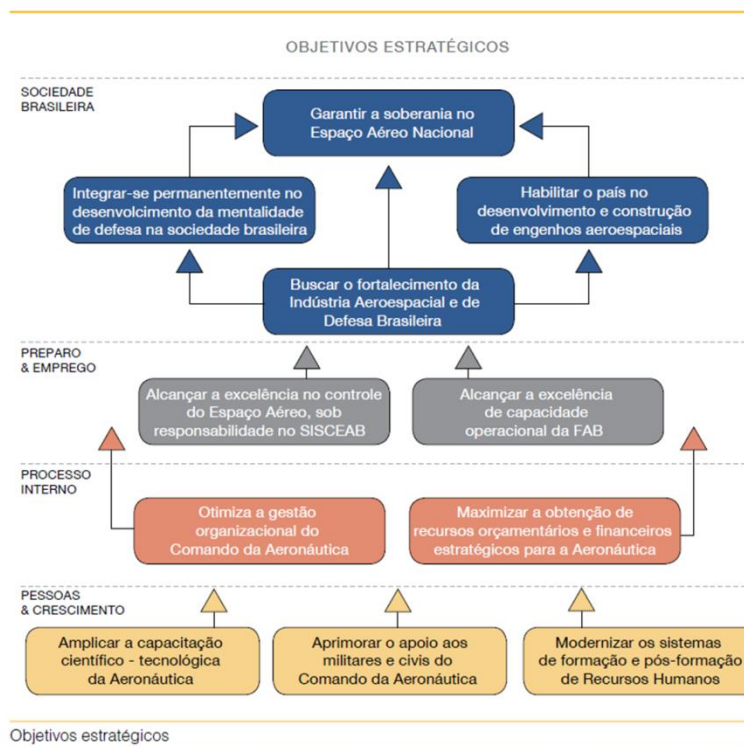 OBJETIVOS ESTRATÉGICOS
SOCIEDADE
BRASILEIRA
Garantir a soberania no
Espaço Aéreo Nacional
Integrar-se permanentemente no
desenvolcimento da mentalidade
de defesa na sociedade brasileira
Habilitar o país no
desenvolvimento e construção
de engenhos aeroespaciais
Buscar o fortalecimento da
Indústria Aeroespacial e de
Defesa Brasileira
PREPARO
& EMPREGO
Alcançar a excelência no controle
do Espaço Aéreo, sob
responsabilidade no SISCEAB
Alcançar a excelência
de capacidade
operacional da FAB
PROCESSO
INTERNO
Otimiza a gestão
organizacional do
Comando da Aeronáutica
Maximizar a obtenção de
recursos orçamentários e financeiros
estratégicos para a Aeronáutica
PESSOAS
& CRESCIMENTO
Amplicar a capacitação
científico - tecnológica
da Aeronáutica
Aprimorar o apoio aos
militares e civis do
Comando da Aeronáutica
Modernizar os sistemas
de formação e pós-formação
de Recursos Humanos
Objetivos estratégicos